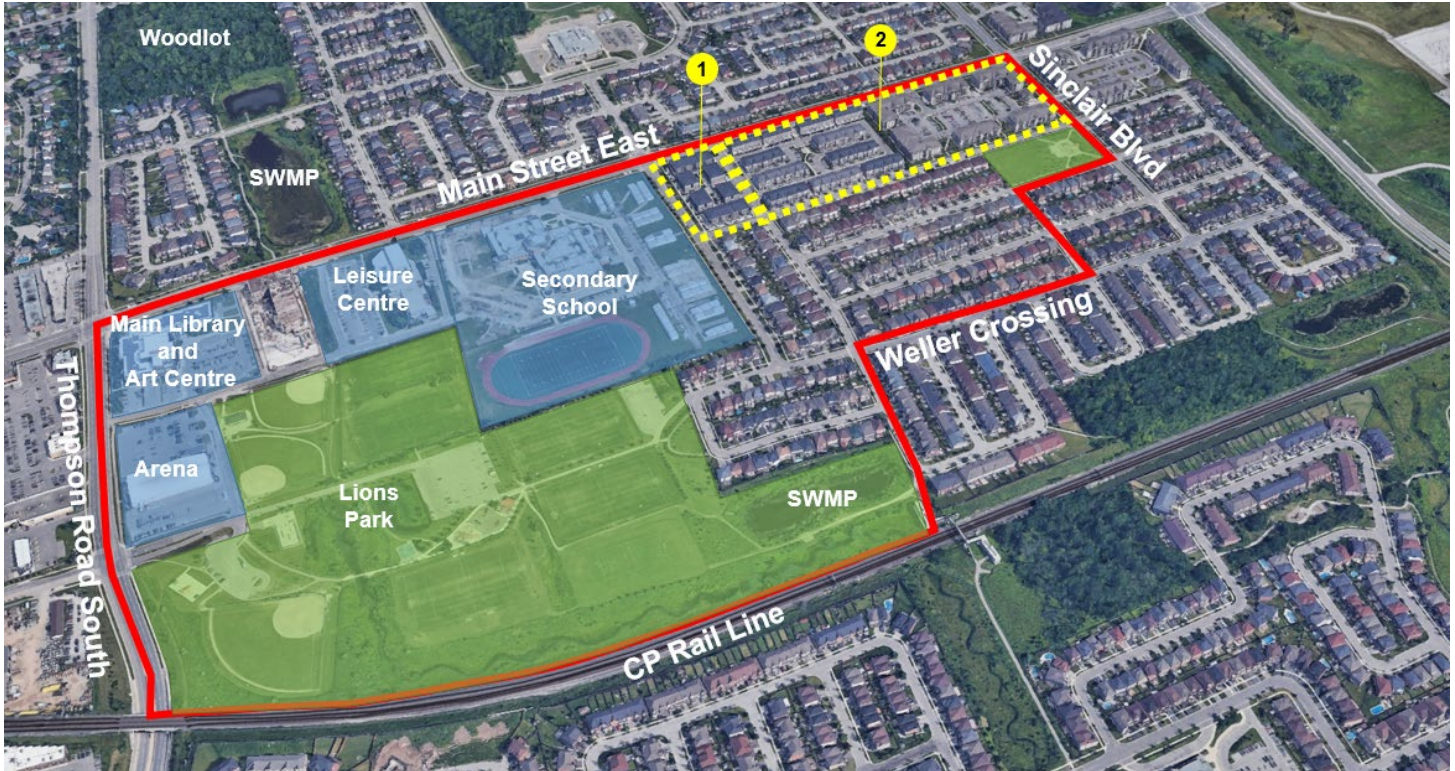 Woodlot
1
2
Sinclair Blvd
Main Street East
SWMP
Leisure
Centre
Secondary
School
Main Library
and
Art Centre
Weller Crossing
Thompson Road South
Arena
Lions
Park
SWMP
CP Rail Line